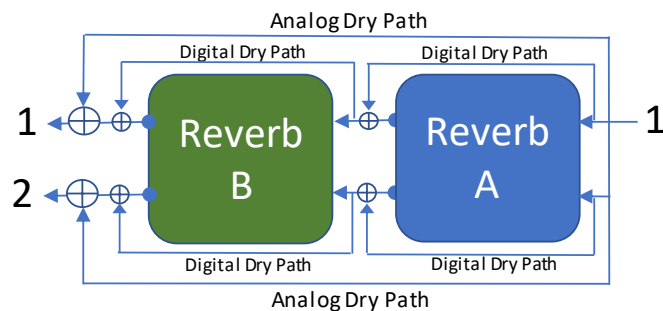 Analog Dry Path
Digital Dry Path
Digital Dry Path
1
Reverb
B
Reverb
A
1
2
Digital Dry Path
Digital Dry Path
Analog Dry Path